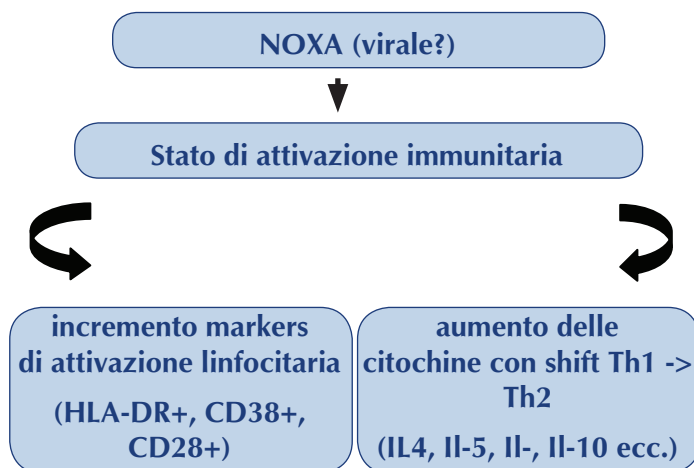 NOXA (virale?)
Stato di attivazione immunitaria
incremento markers
di attivazione linfocitaria
(HLA-DR+, CD38+,
CD28+)
aumento delle
citochine con shift Th1 ->
Th2
(IL4, Il-5, Il-, Il-10 ecc.)